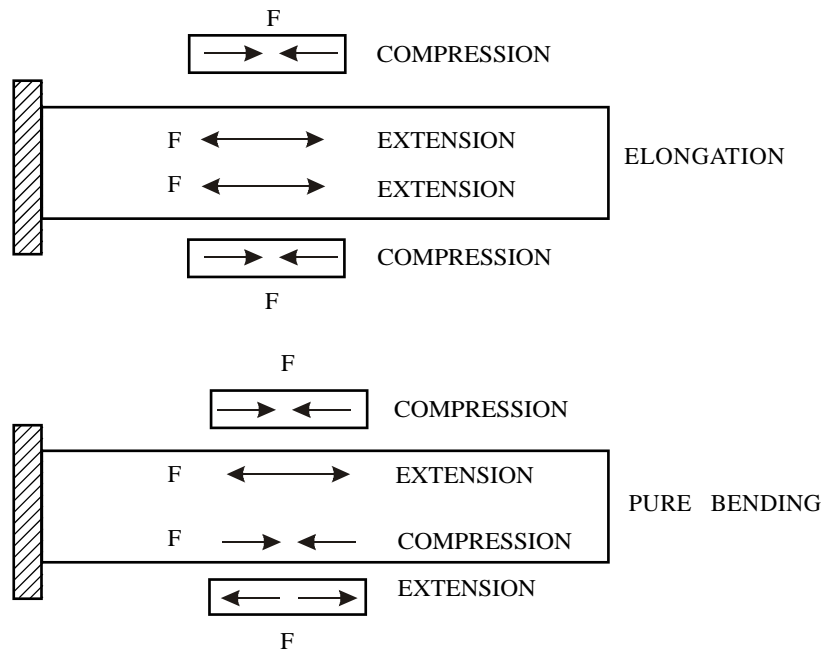 F
COMPRESSION
F EXTENSION
ELONGATION
F EXTENSION
COMPRESSION
F
F
COMPRESSION
F EXTENSION
PURE BENDING
F COMPRESSION
EXTENSION
F